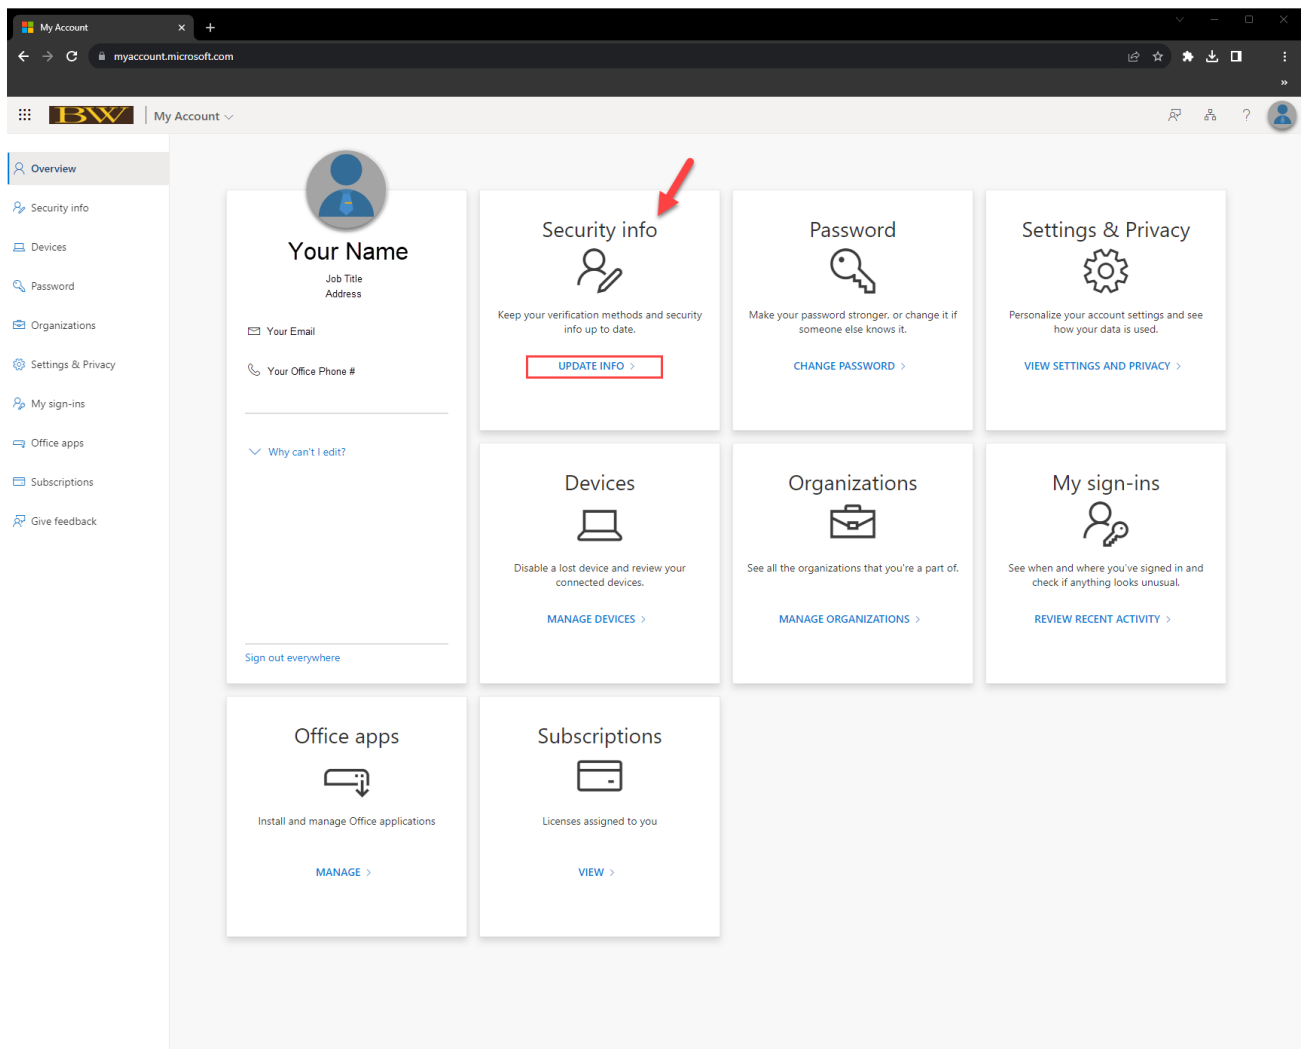 My Account
myaccount.microsoft.com
BW
My Account
Overview
Security info
Devices
Password
Organizations
Settings & Privacy
My sign-ins
Office apps
Subscriptions
Give feedback
Your Name
Job Title
Address
Your Email
Your Office Phone #
Why can't I edit?
Sign out everywhere
Security info
Keep your verification methods and security
info up to date.
UPDATE INFO
Password
Make your password stronger, or change it if
someone else knows it.
CHANGE PASSWORD
Settings & Privacy
Personalize your account settings and see
how your data is used.
VIEW SETTINGS AND PRIVACY
Devices
Disable a lost device and review your
connected devices.
MANAGE DEVICES
Organizations
See all the organizations that you're a part of.
MANAGE ORGANIZATIONS
My sign-ins
See when and where you've signed in and
check if anything looks unusual.
REVIEW RECENT ACTIVITY
Office apps
Install and manage Office applications
MANAGE
Subscriptions
Licenses assigned to you
VIEW